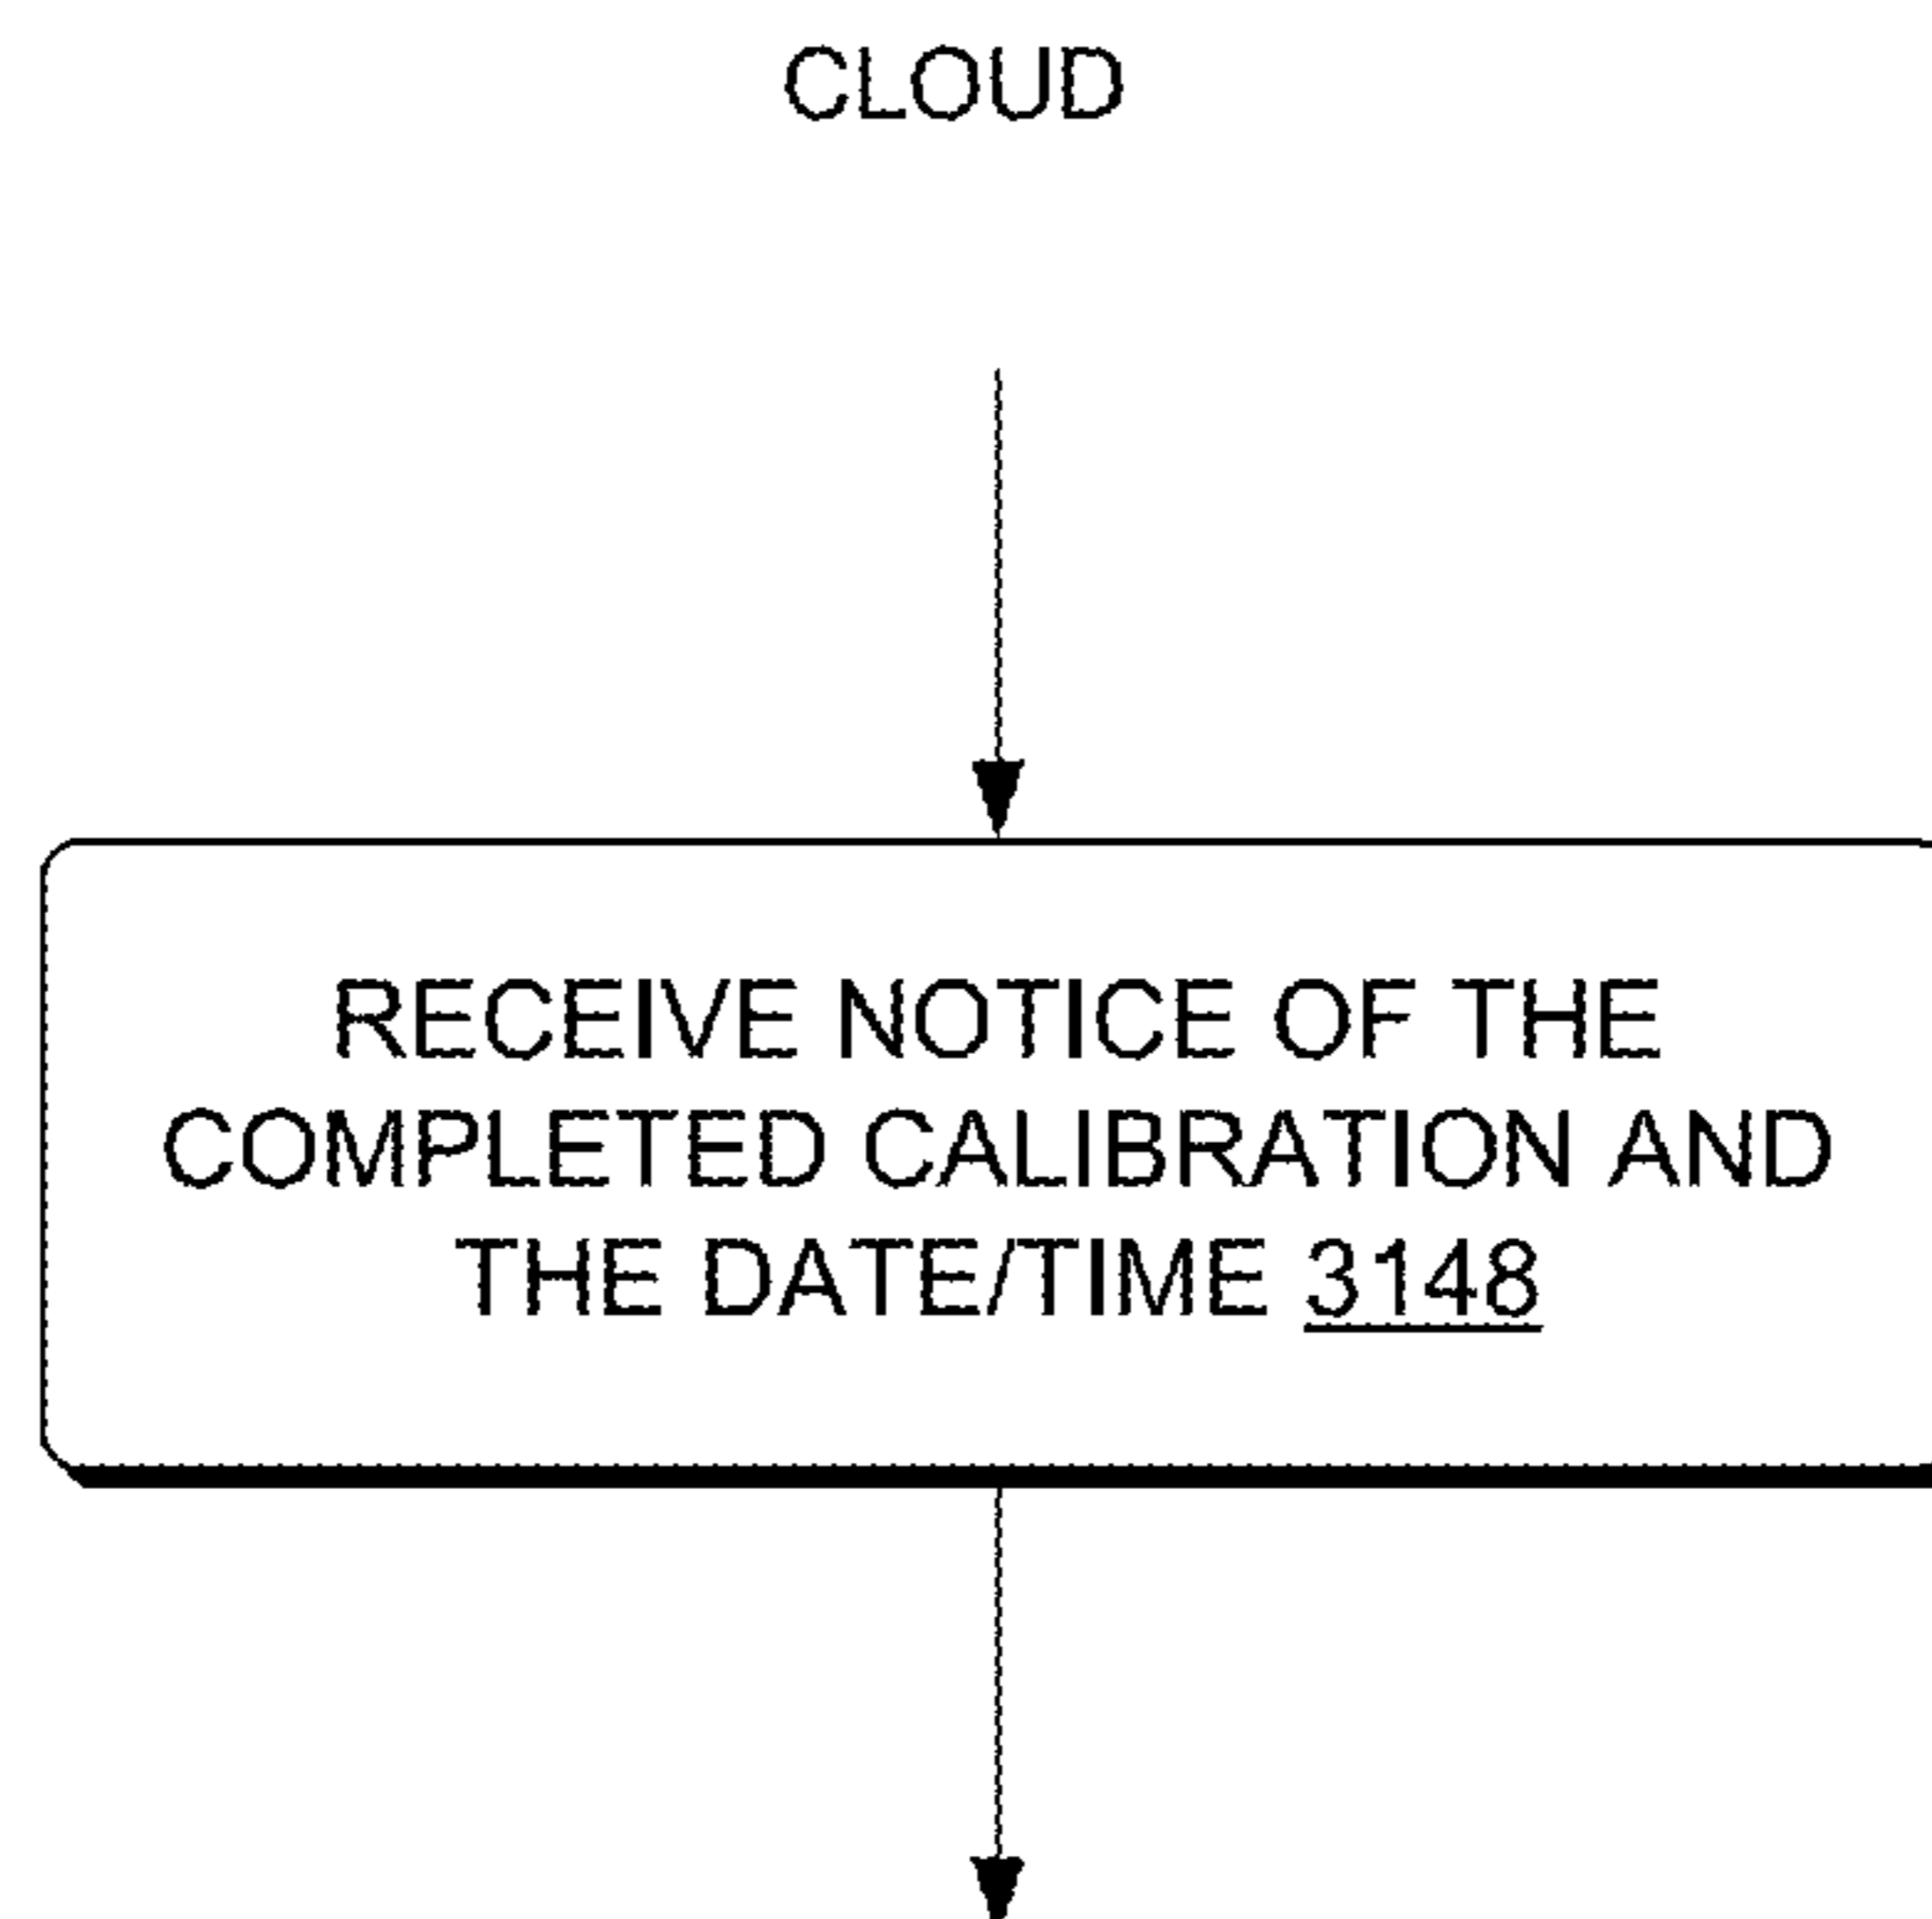 CLOUD
RECEIVE NOTICE OF THE
COMPLETED CALIBRATION AND
THE DATE/TIME 3148